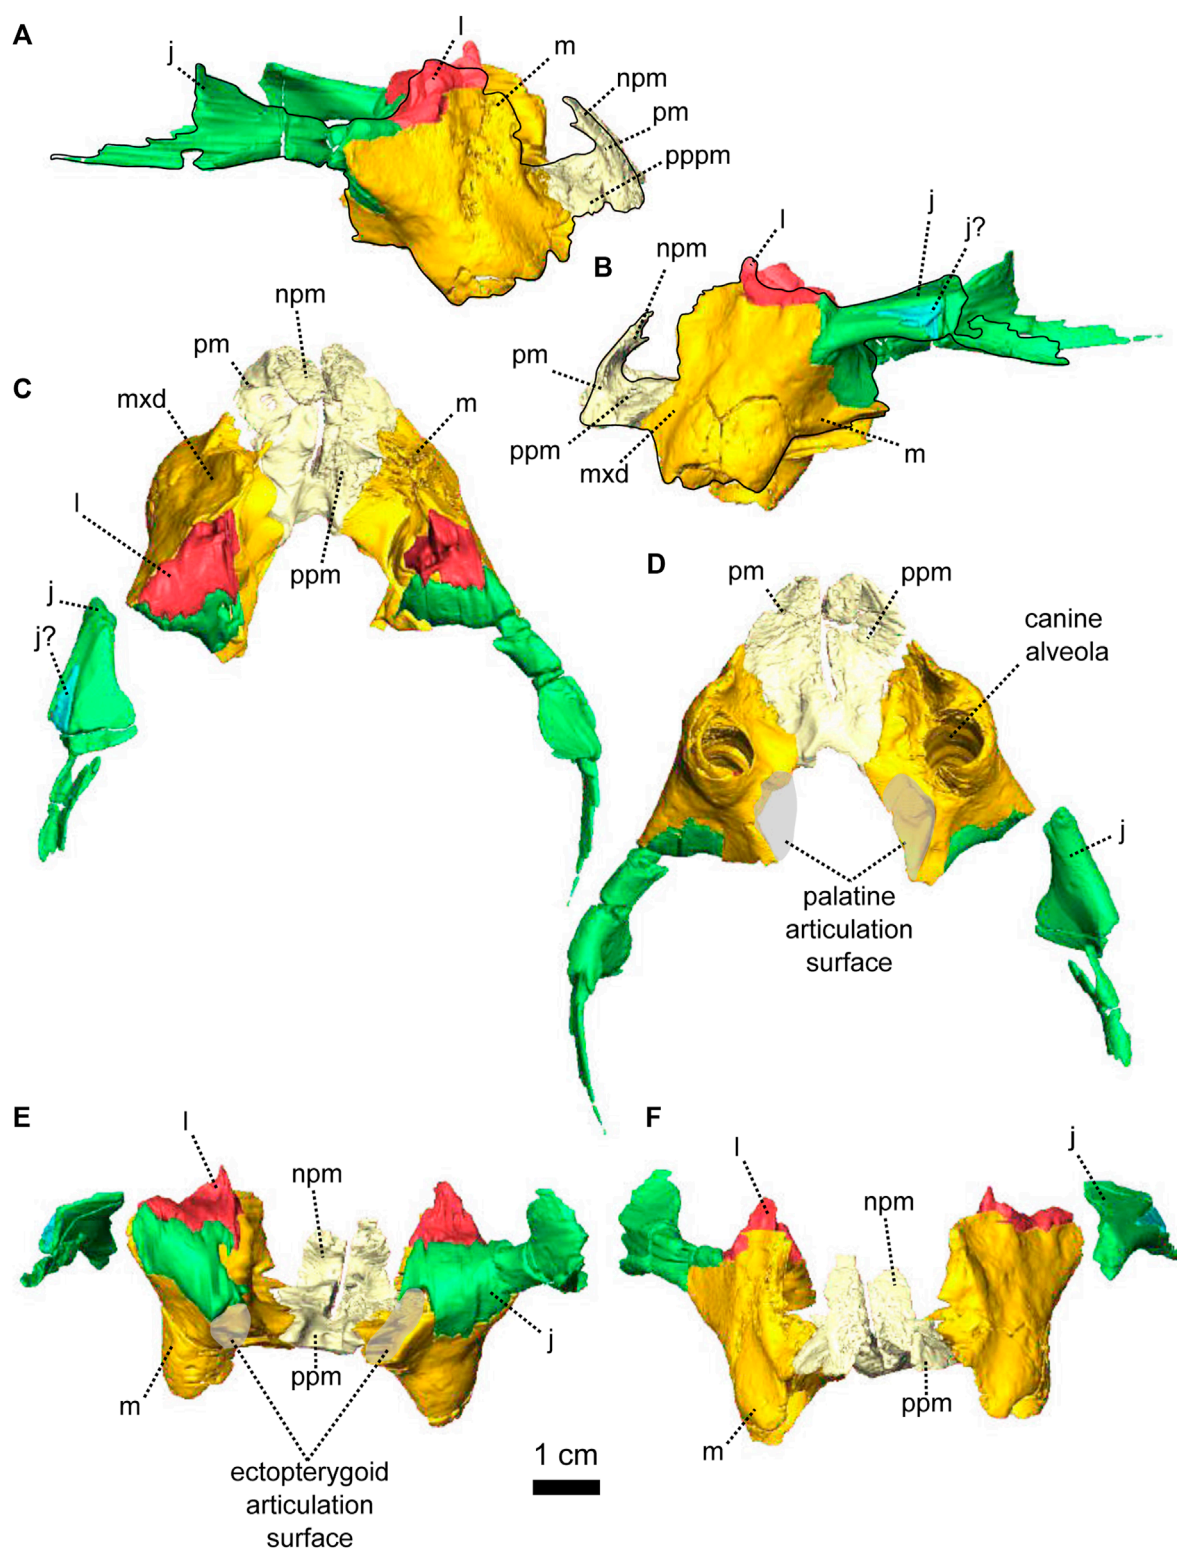 A
j
l
m
npm
pm
pppm
B
npm
l
j
j?
pm
ppm
mxd
m
C
npm
pm
mxd
m
l
j
j?
ppm
D
pm
ppm
canine
alveola
j
palatine
articulation
surface
E
l
npm
j
ppm
m
ectopterygoid
articulation
surface
F
l
npm
j
ppm
m
1 cm